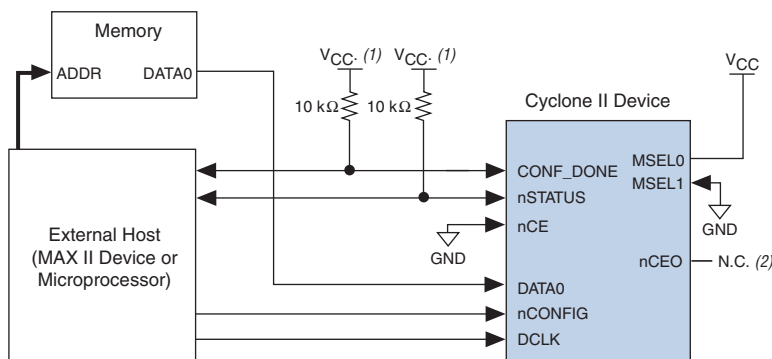 Memory
ADDR
DATA0
VCC. (1)
VCC. (1)
10 kΩ
10 kΩ
Cyclone II Device
VCC
MSEL0
MSEL1
GND
CONF_DONE
nSTATUS
nCE
GND
nCEO
N.C. (2)
External Host
(MAX II Device or
Microprocessor)
DATA0
nCONFIG
DCLK